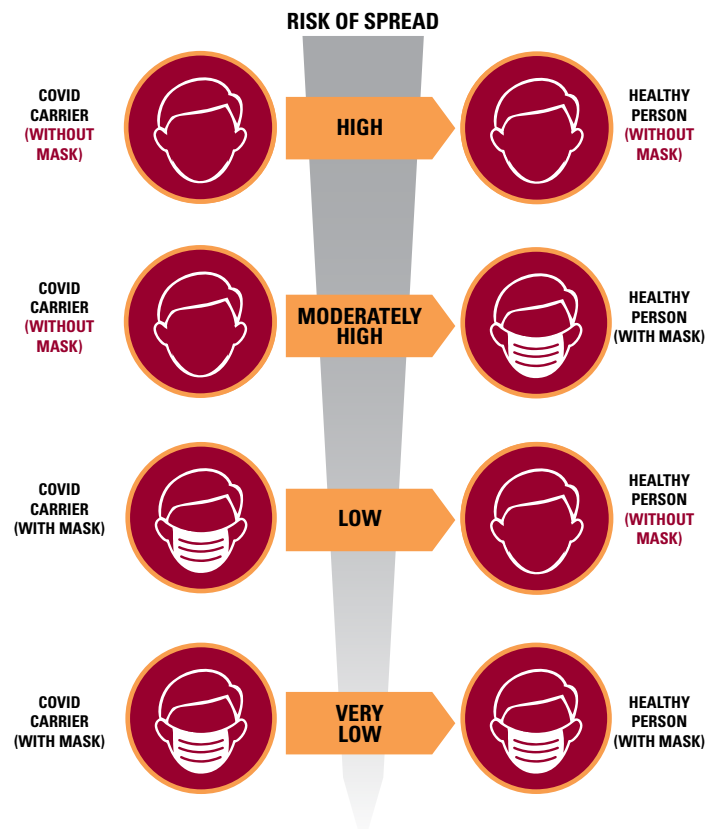 RISK OF SPREAD
COVID
CARRIER
(WITHOUT
MASK)
HIGH
HEALTHY
PERSON
(WITHOUT
MASK)
COVID
CARRIER
(WITHOUT
MASK)
MODERATELY
HIGH
HEALTHY
PERSON
(WITH MASK)
COVID
CARRIER
(WITH MASK)
LOW
HEALTHY
PERSON
(WITHOUT
MASK)
COVID
CARRIER
(WITH MASK)
VERY
LOW
HEALTHY
PERSON
(WITH MASK)